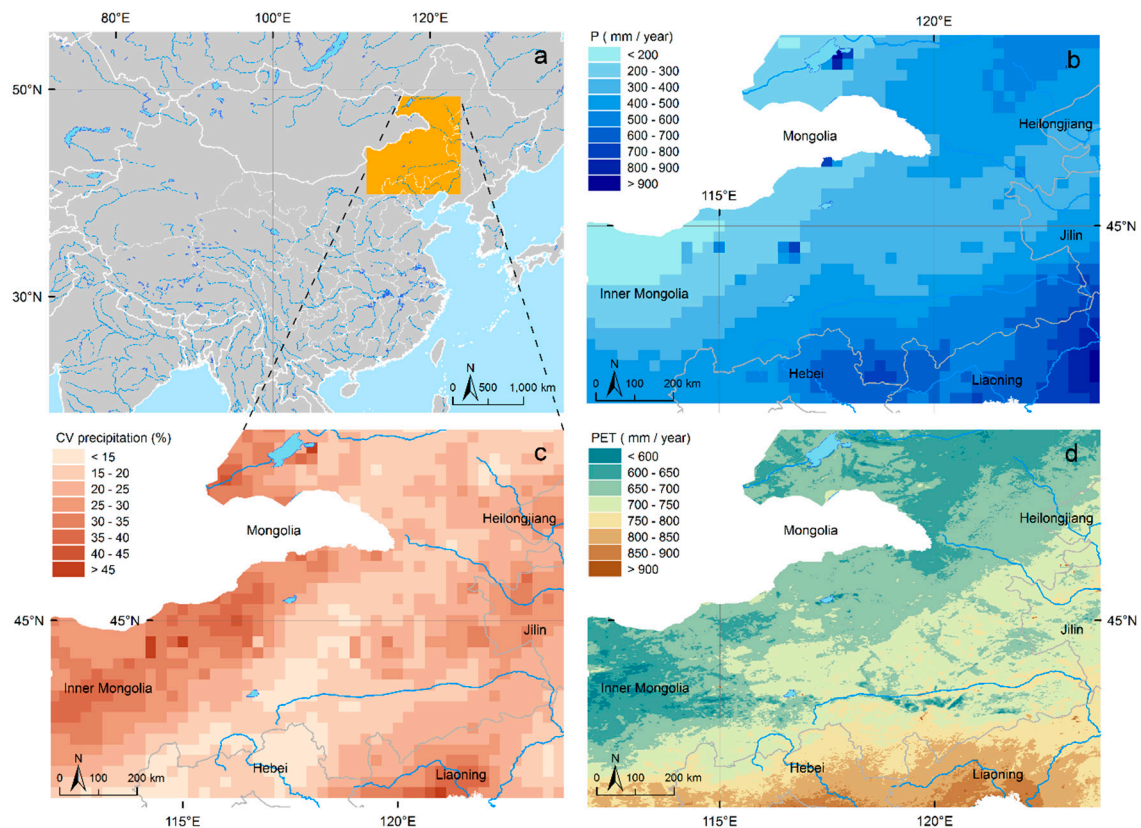 80°E 100°E 120°E
50°N
30°N
a
N
0 500 1,000 km
120°E
P ( mm / year)
< 200
200 - 300
300 - 400
400 - 500
500 - 600
600 - 700
700 - 800
800 - 900
> 900
b
Mongolia
Heilongjiang
115°E
45°N
Jilin
Inner Mongolia
N
0 100 200 km
Hebei
Liaoning
CV precipitation (%)
< 15
15 - 20
20 - 25
25 - 30
30 - 35
35 - 40
40 - 45
> 45
c
Mongolia
Heilongjiang
45°N 45°N
Jilin
Inner Mongolia
N
0 100 200 km
Hebei
Liaoning
115°E 120°E
PET ( mm / year)
< 600
600 - 650
650 - 700
700 - 750
750 - 800
800 - 850
850 - 900
> 900
d
Mongolia
Heilongjiang
45°N
Jilin
Inner Mongolia
N
0 100 200 km
Hebei
Liaoning
115°E 120°E